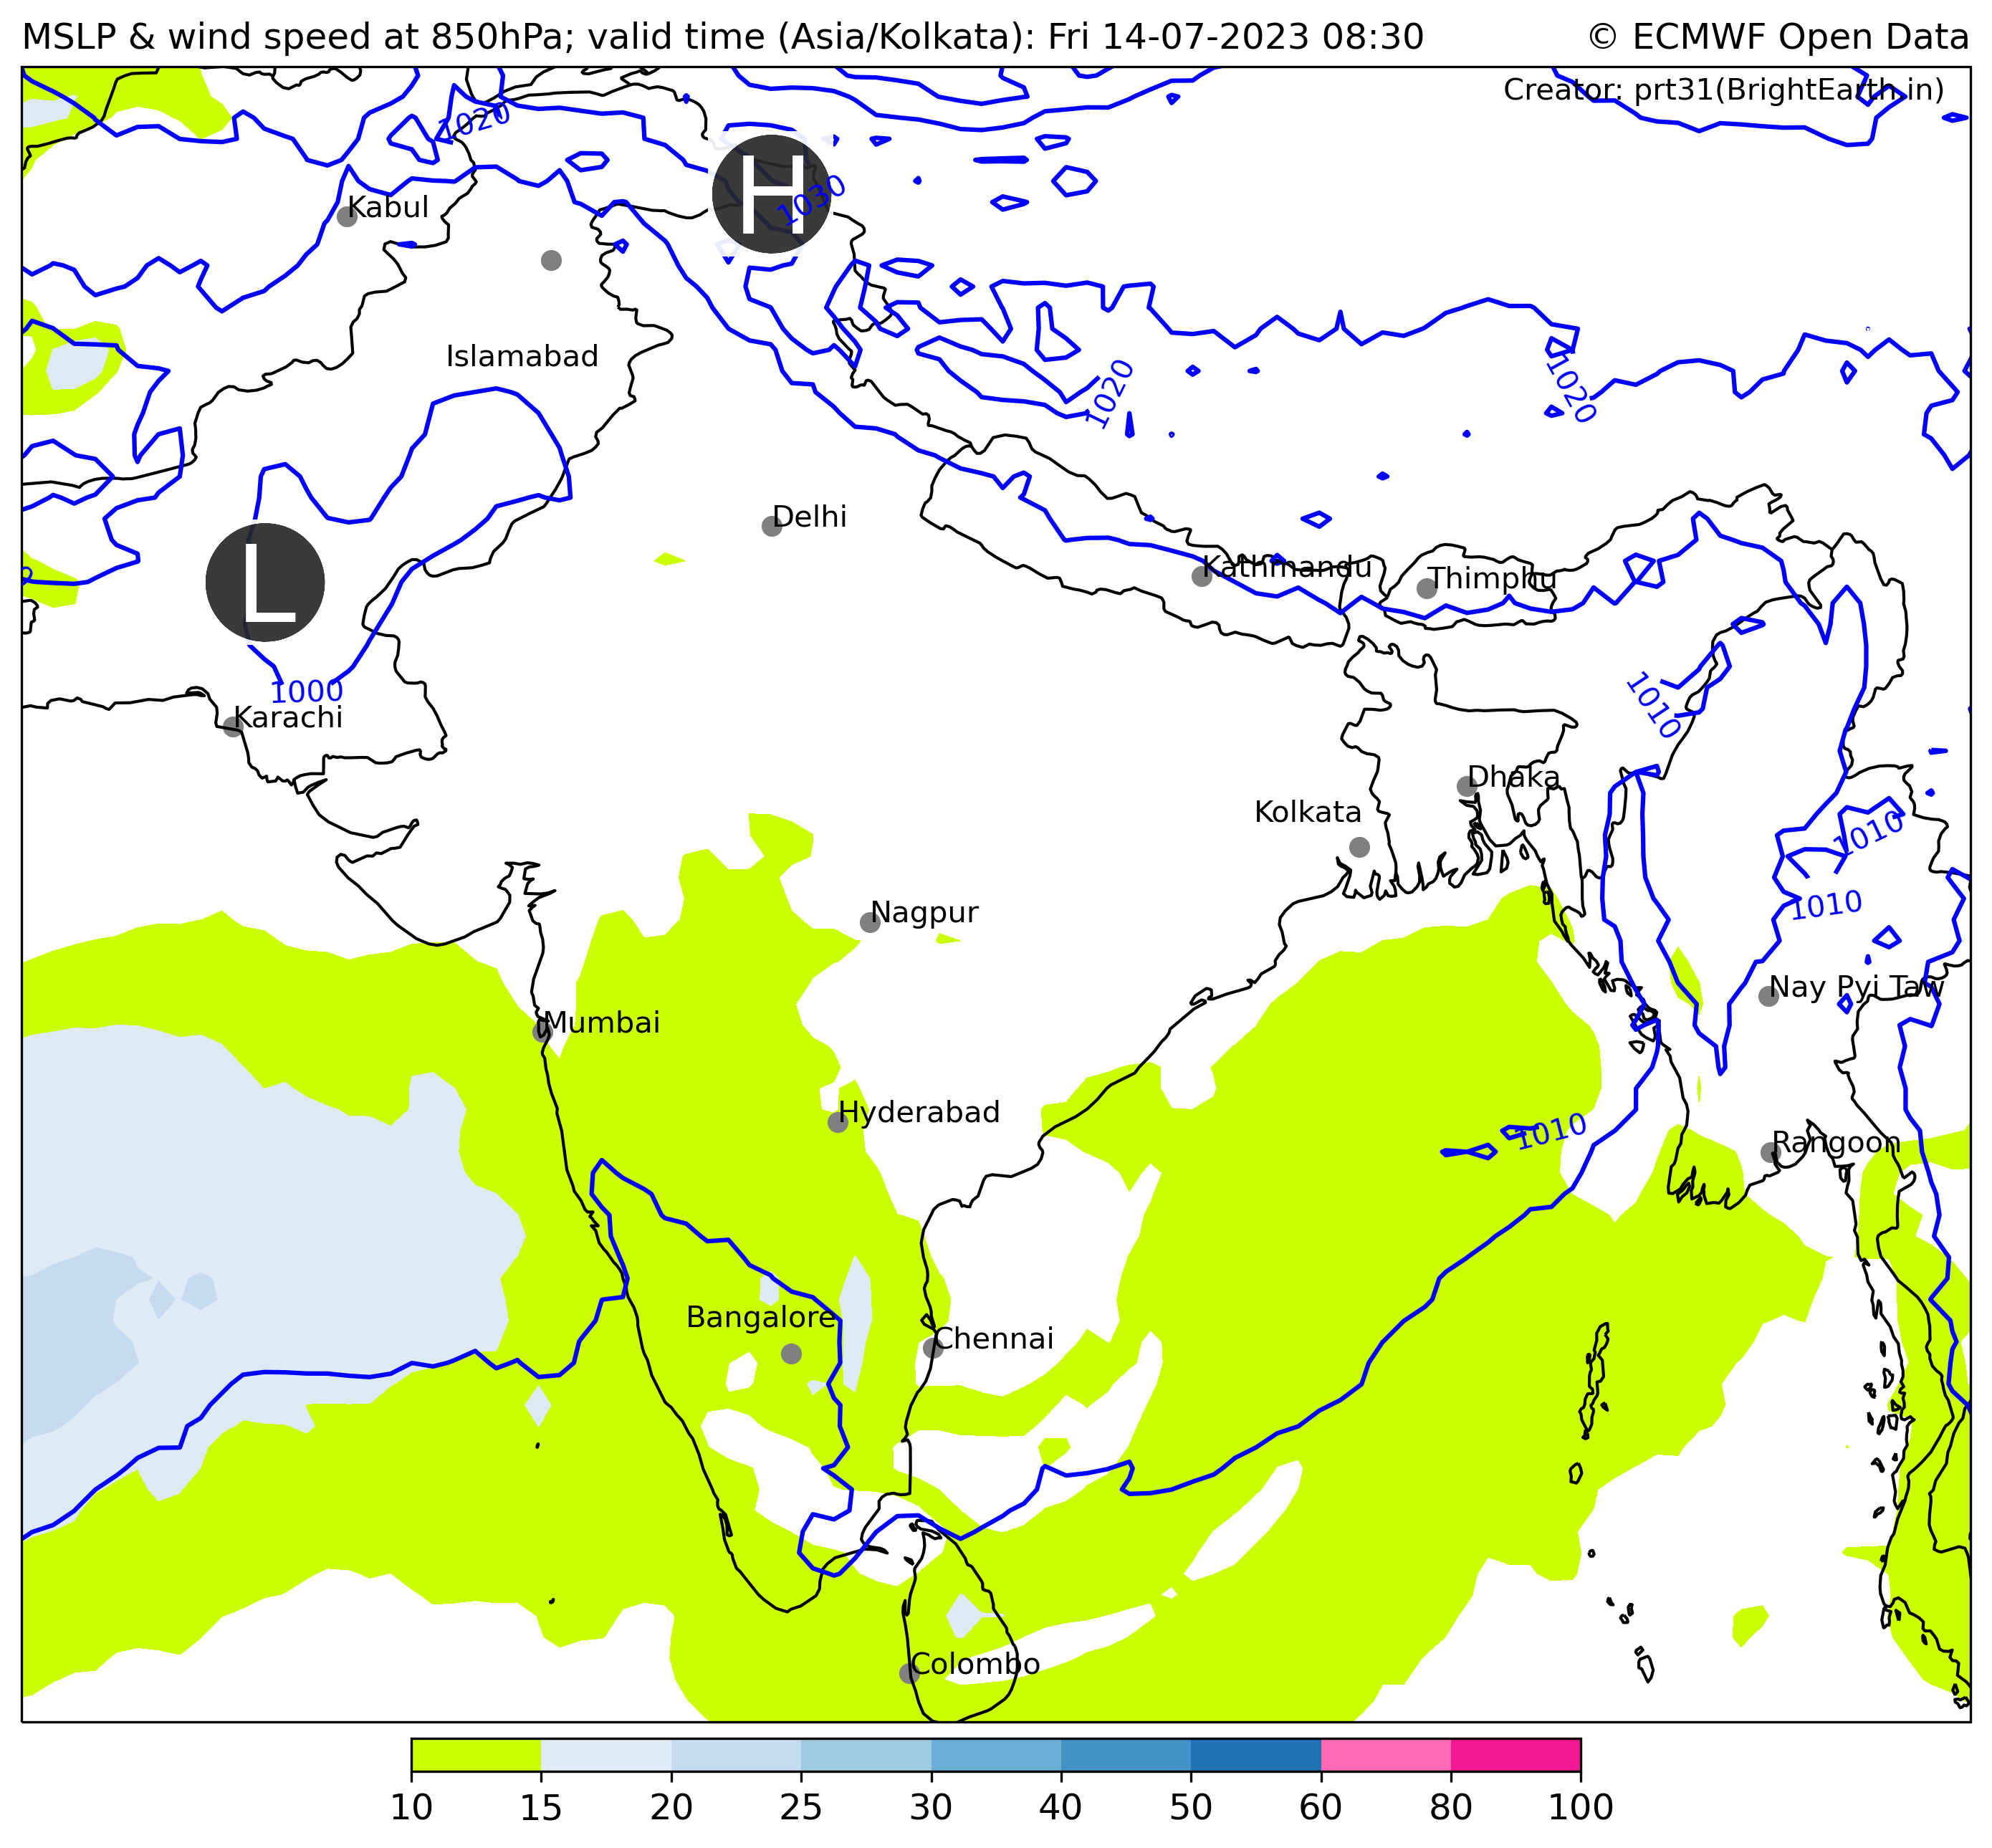 MSLP & wind speed at 850hPa; valid time (Asia/Kolkata): Fri 14-07-2023 08:30
© ECMWF Open Data
Creator: prt31(BrightEarth.in)
1020
H
1030
Kabul
Islamabad
1020
1020
Delhi
L
Kathmandu
Thimphu
1000
Karachi
1010
Dhaka
Kolkata
1010
1010
Nagpur
Nay Pyi Taw
Mumbai
Hyderabad
1010
Rangoon
Bangalore
Chennai
Colombo
10 15 20 25 30 40 50 60 80 100